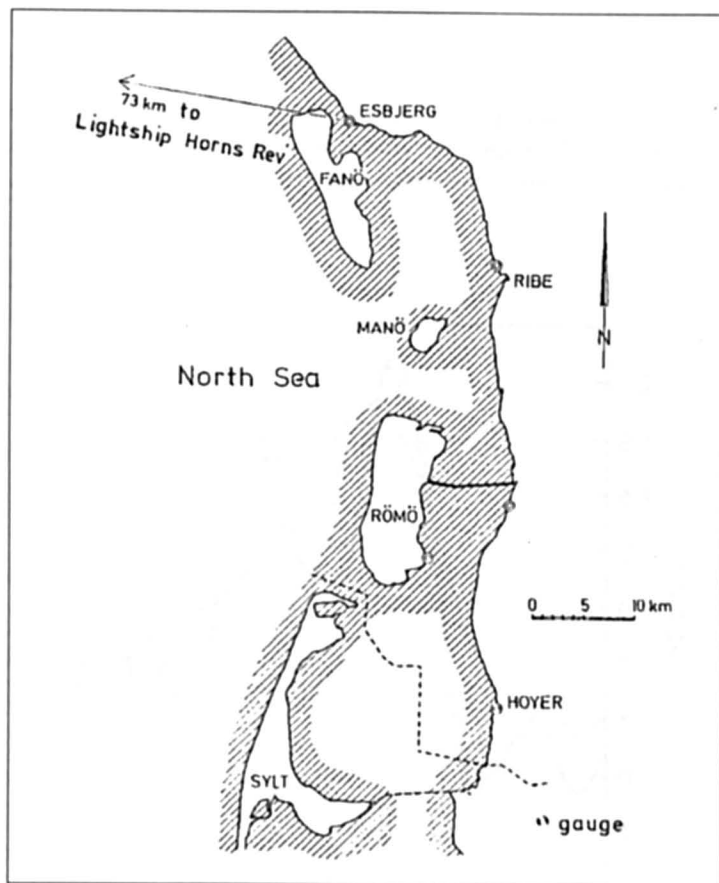 73 km to
Lightship Horns Rev
ESBJERG
FANÖ
RIBE
MANÖ
N
North Sea
RÖMÖ
0 5 10 km
HOYER
SYLT
gauge